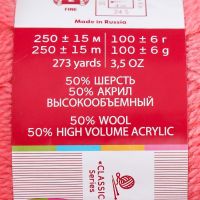 FINE
Made in Russia
250 ± 15 м 100 ± 6 г
250 ± 15 m 100 ± 6 g
273 yards 3,5 OZ
50% ШЕРСТЬ
50% АКРИЛ
ВЫСОКООБЪЕМНЫЙ
50% WOOL
50% HIGH VOLUME ACRYLIC
«CLASSIC
Series